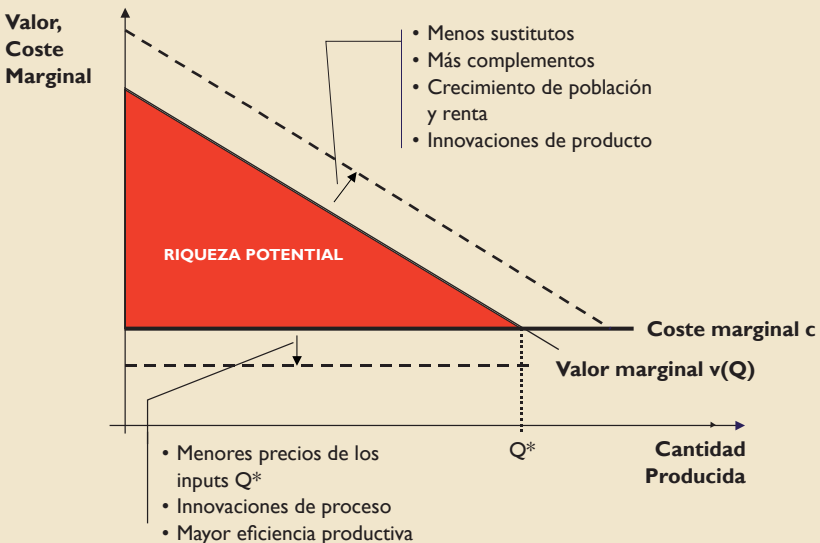 Valor,
Coste
Marginal
• Menos sustitutos
• Más complementos
• Crecimiento de población
y renta
• Innovaciones de producto
RIQUEZA POTENTIAL
Coste marginal c
Valor marginal v(Q)
Q*
Cantidad
Producida
• Menores precios de los
inputs Q*
• Innovaciones de proceso
• Mayor eficiencia productiva